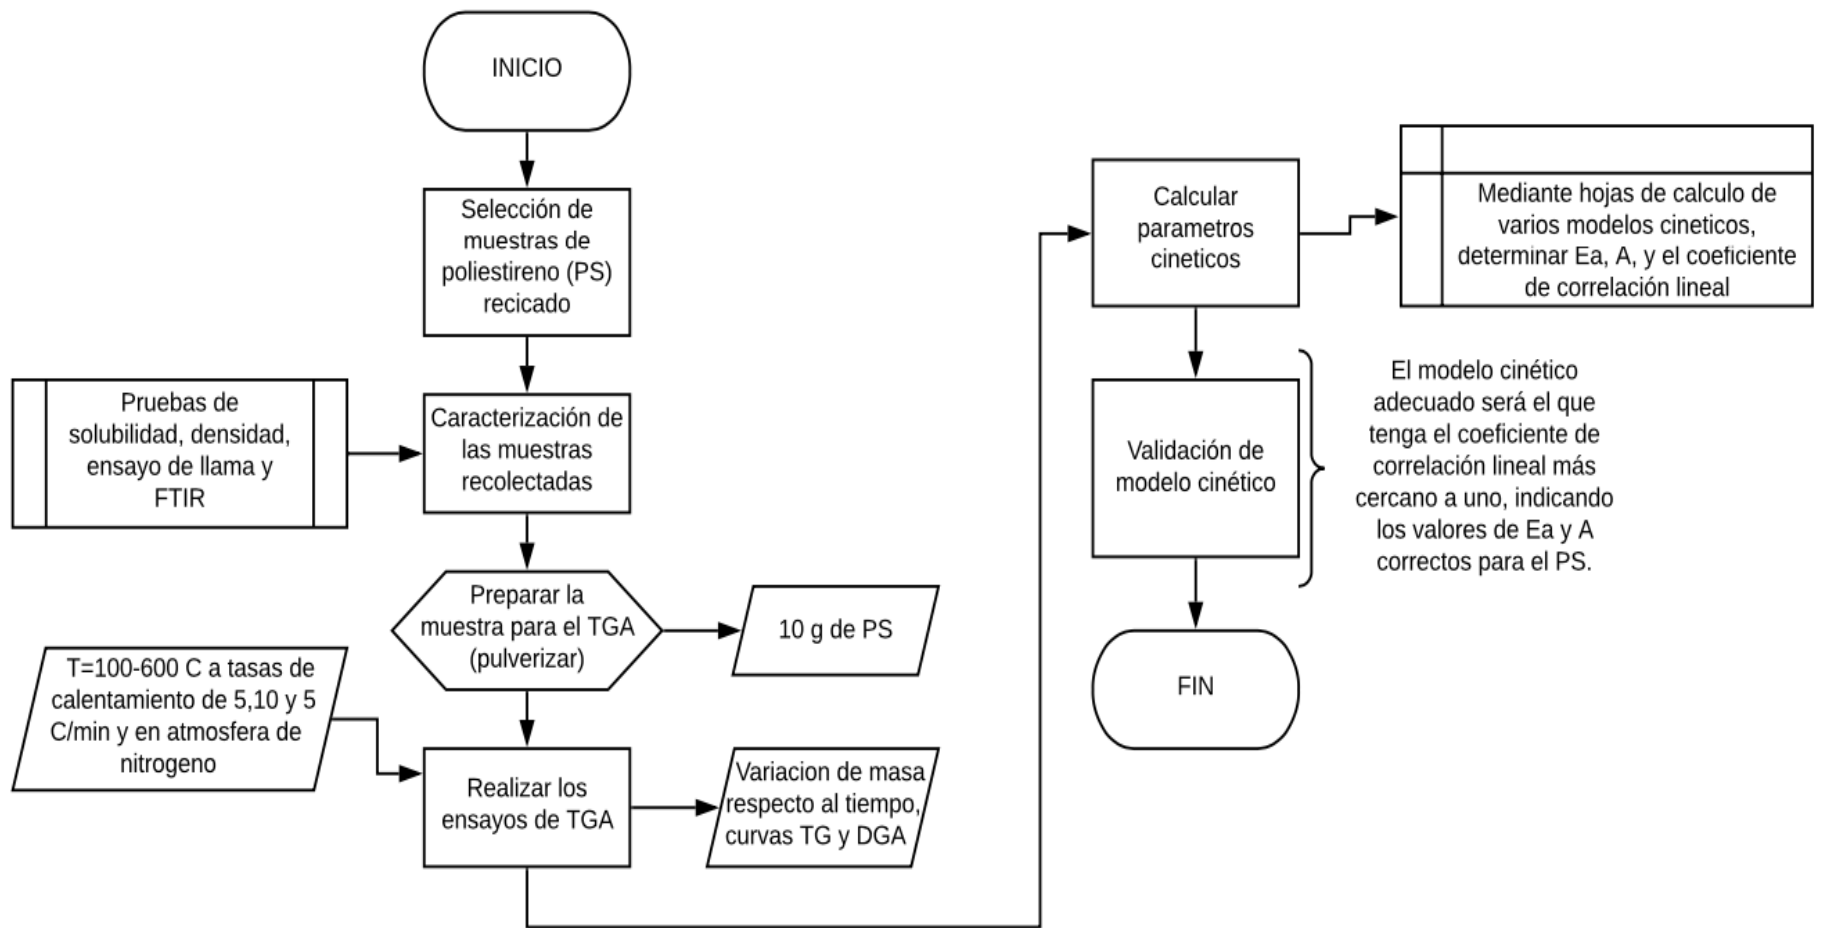 INICIO
Selección de
muestras de
poliestireno (PS)
recicado
Pruebas de
solubilidad, densidad,
ensayo de llama y
FTIR
Caracterización de
las muestras
recolectadas
Preparar la
muestra para el TGA
(pulverizar)
10 g de PS
T=100-600 C a tasas de
calentamiento de 5,10 y 5
C/min y en atmosfera de
nitrogeno
Realizar los
ensayos de TGA
Variacion de masa
respecto al tiempo,
curvas TG y DGA
Calcular
parametros
cineticos
Mediante hojas de calculo de
varios modelos cineticos,
determinar Ea, A, y el coeficiente
de correlación lineal
Validación de
modelo cinético
El modelo cinético
adecuado será el que
tenga el coeficiente de
correlación lineal más
cercano a uno, indicando
los valores de Ea y A
correctos para el PS.
FIN